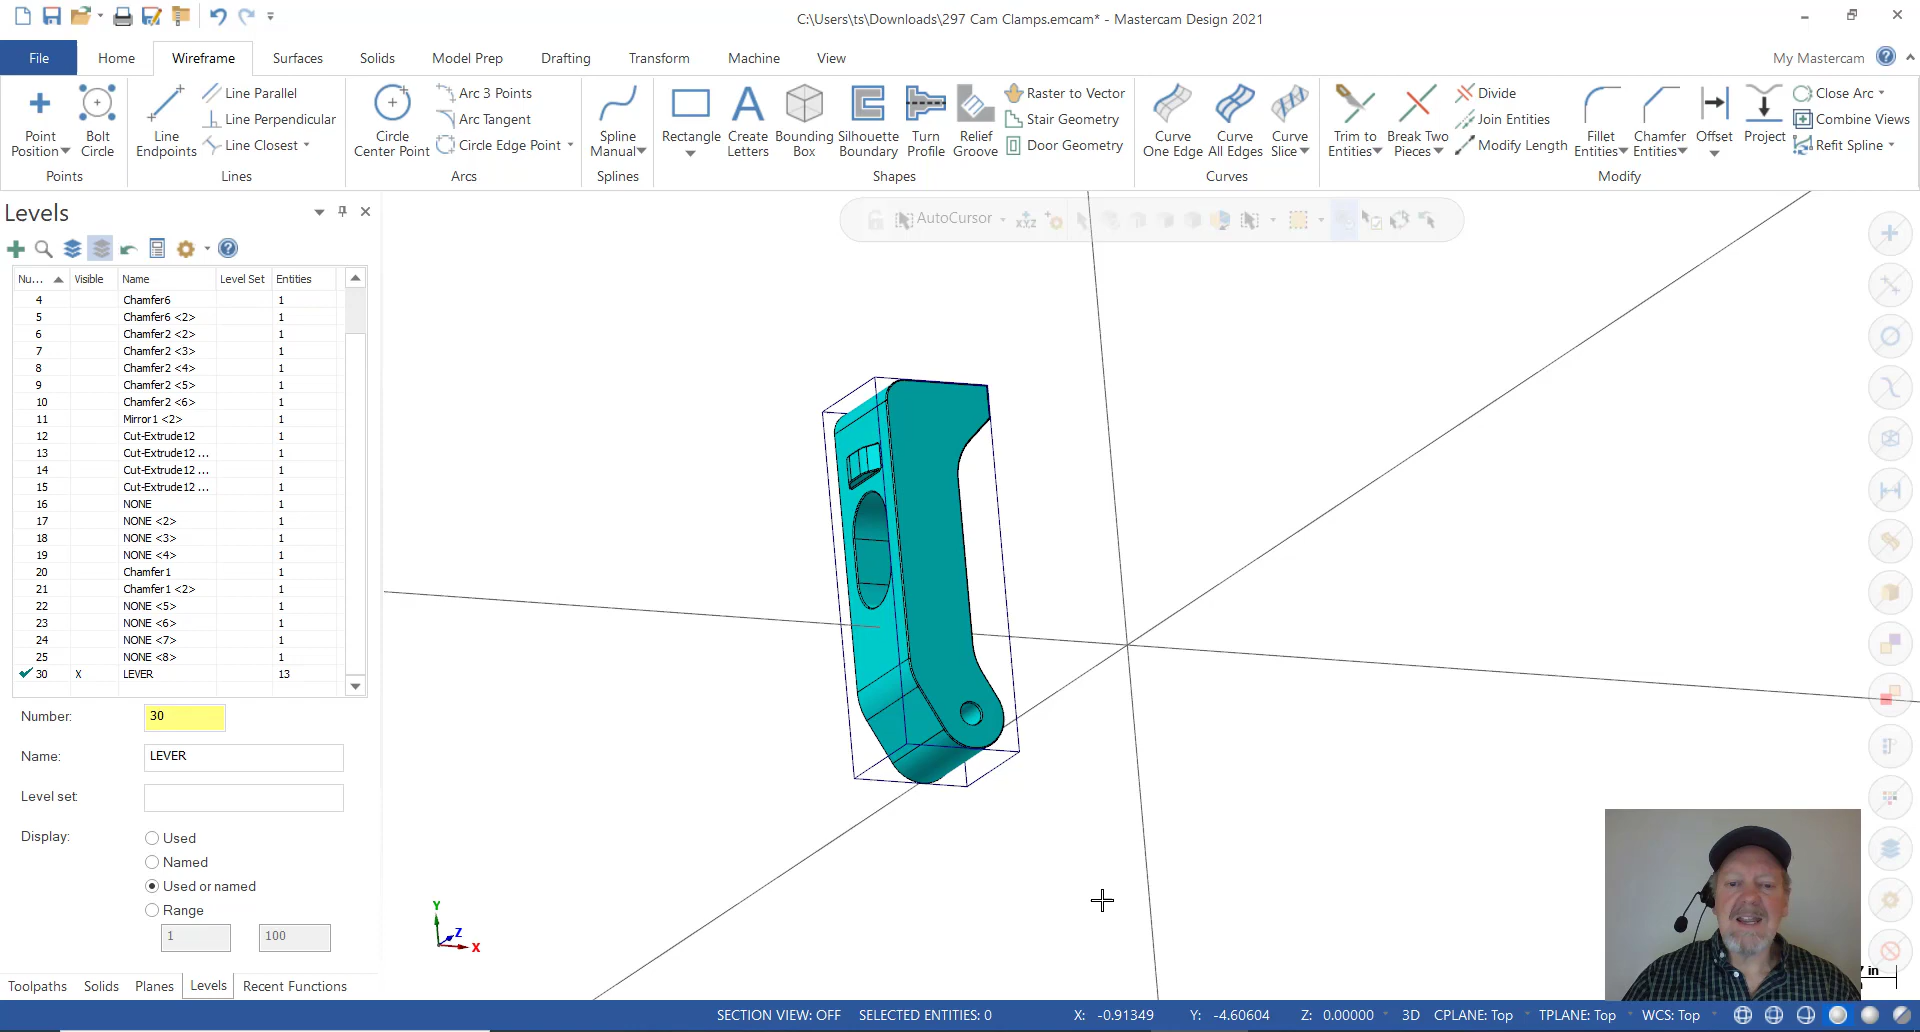 C:\Users\ts\Downloads\297 Cam Clamps.emcam* - Mastercam Design 2021
File
Home
Wireframe
Surfaces
Solids
Model Prep
Drafting
Transform
Machine
View
My Mastercam
Point Position
Bolt Circle
Points
Line Endpoints
Line Parallel
Line Perpendicular
Line Closest
Lines
Circle Center Point
Arc 3 Points
Arc Tangent
Circle Edge Point
Arcs
Spline Manual
Splines
Rectangle
Create Letters
Bounding Box
Silhouette Boundary
Turn Profile
Relief Groove
Raster to Vector
Stair Geometry
Door Geometry
Shapes
Curve One Edge
Curve All Edges
Curve Slice
Curves
Trim to Entities
Break Two Pieces
Divide
Join Entities
Modify Length
Fillet Entities
Chamfer Entities
Offset
Project
Close Arc
Combine Views
Refit Spline
Modify
Levels
AutoCursor
Nu... Visible Name Level Set Entities
4 Chamfer6 1
5 Chamfer6 <2> 1
6 Chamfer2 <2> 1
7 Chamfer2 <3> 1
8 Chamfer2 <4> 1
9 Chamfer2 <5> 1
10 Chamfer2 <6> 1
11 Mirror1 <2> 1
12 Cut-Extrude12 1
13 Cut-Extrude12 ... 1
14 Cut-Extrude12 ... 1
15 Cut-Extrude12 ... 1
16 NONE 1
17 NONE <2> 1
18 NONE <3> 1
19 NONE <4> 1
20 Chamfer1 1
21 Chamfer1 <2> 1
22 NONE <5> 1
23 NONE <6> 1
24 NONE <7> 1
25 NONE <8> 1
30 X LEVER 13
Number: 30
Name: LEVER
Level set:
Display:
Used
Named
Used or named
Range
1 100
Y
Z
X
in
Toolpaths Solids Planes Levels Recent Functions
SECTION VIEW: OFF SELECTED ENTITIES: 0 X: -0.91349 Y: -4.60604 Z: 0.00000 3D CPLANE: Top TPLANE: Top WCS: Top